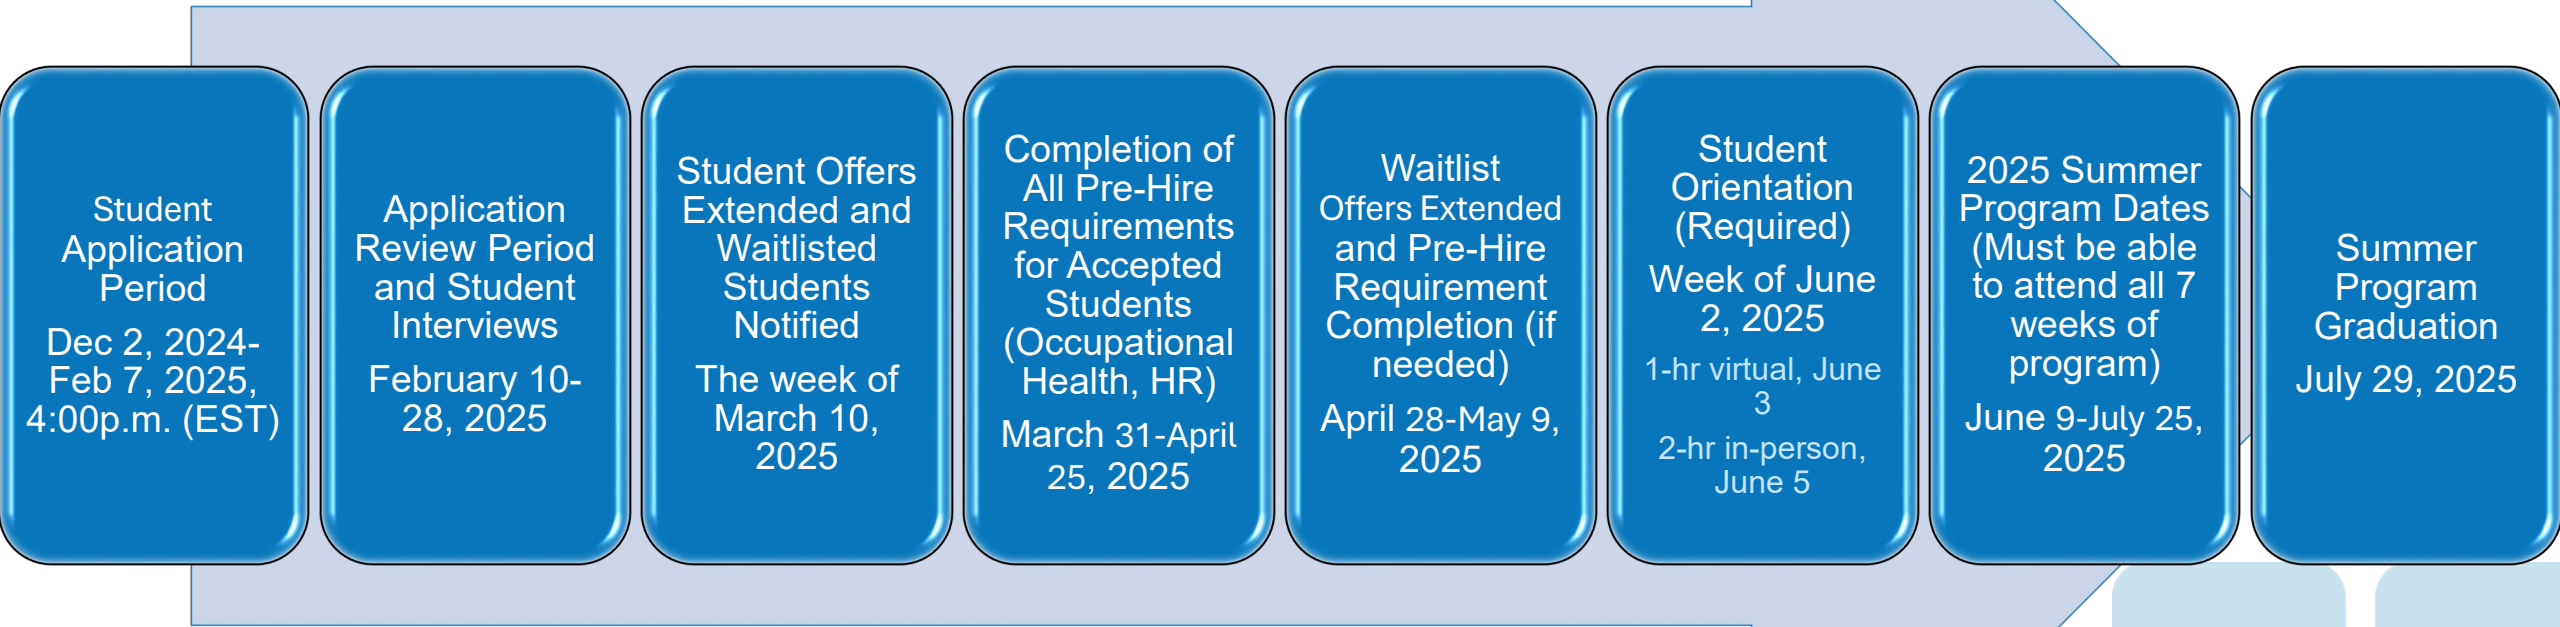 Student
Application
Period
Dec 2, 2024-
Feb 7, 2025,
4:00p.m. (EST)
Application
Review Period
and Student
Interviews
February 10-
28, 2025
Student Offers
Extended and
Waitlisted
Students
Notified
The week of
March 10,
2025
Completion of
All Pre-Hire
Requirements
for Accepted
Students
(Occupational
Health, HR)
March 31-April
25, 2025
Waitlist
Offers Extended
and Pre-Hire
Requirement
Completion (if
needed)
April 28-May 9,
2025
Student
Orientation
(Required)
Week of June
2, 2025
1-hr virtual, June
3
2-hr in-person,
June 5
2025 Summer
Program Dates
(Must be able
to attend all 7
weeks of
program)
June 9-July 25,
2025
Summer
Program
Graduation
July 29, 2025